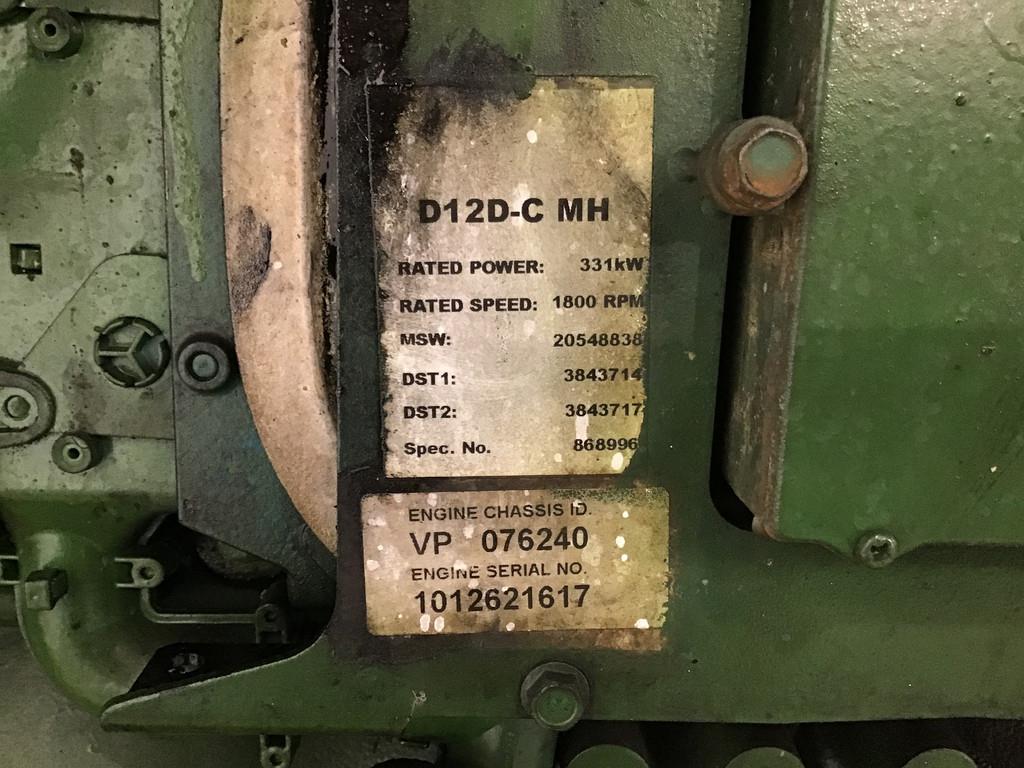 D12D-C MH
RATED POWER: 331kW
RATED SPEED: 1800 RPM
MSW: 20548838
DST1: 3843714
DST2: 3843717
Spec. No. 868996
ENGINE CHASSIS ID.
VP 076240
ENGINE SERIAL NO.
1012621617